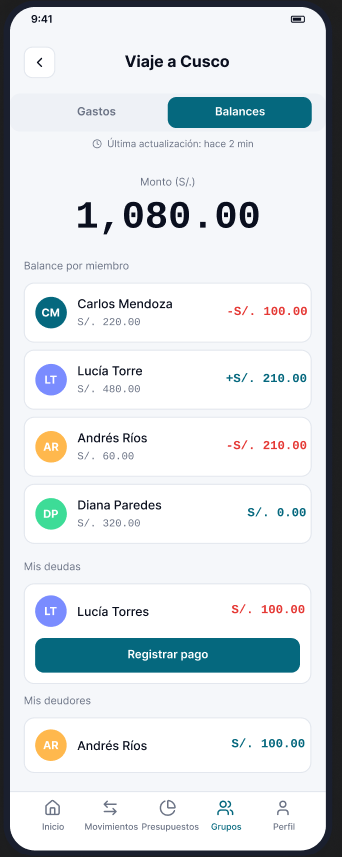 9:41
Viaje a Cusco
Gastos
Balances
Última actualización: hace 2 min
Monto (S/.)
1,080.00
Balance por miembro
CM
Carlos Mendoza
S/. 220.00
-S/. 100.00
LT
Lucía Torre
S/. 480.00
+S/. 210.00
AR
Andrés Ríos
S/. 60.00
-S/. 210.00
DP
Diana Paredes
S/. 320.00
S/. 0.00
Mis deudas
LT
Lucía Torres
S/. 100.00
Registrar pago
Mis deudores
AR
Andrés Ríos
S/. 100.00
Inicio
Movimientos
Presupuestos
Grupos
Perfil